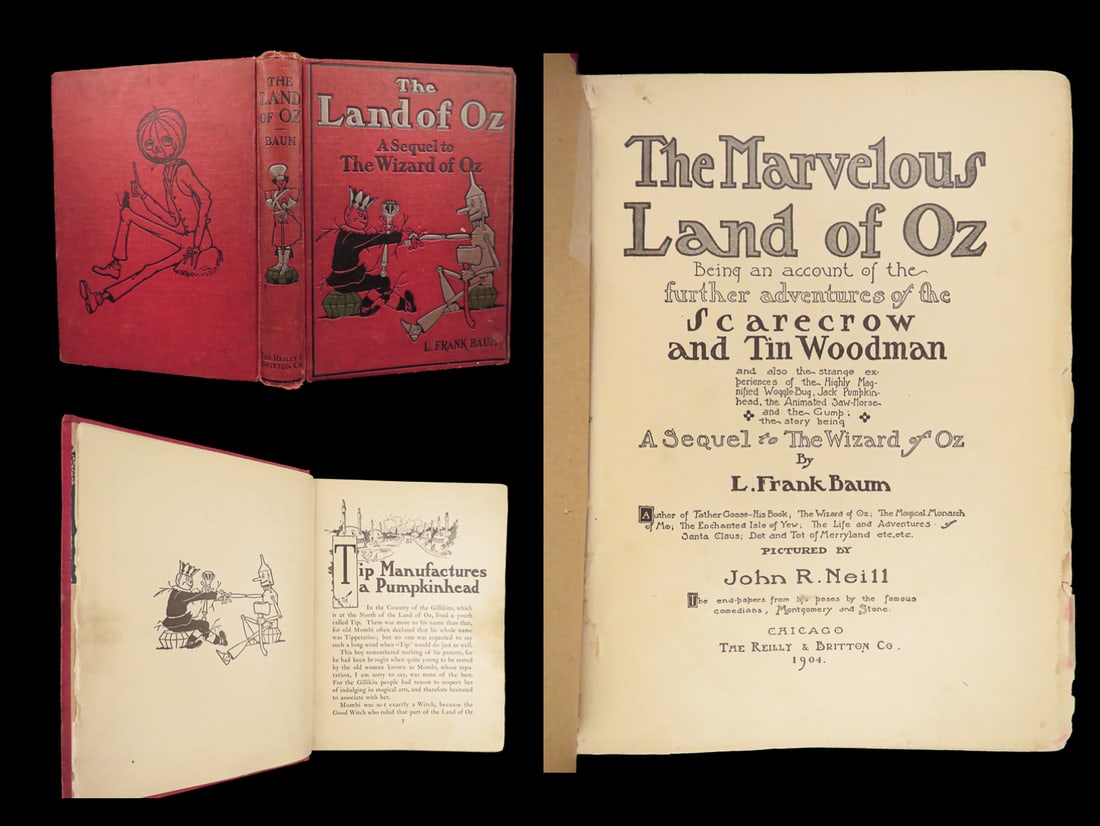 THE
LAND
OF OZ
BAUM
THE REILLY &
BRITTON CO.
The
Land of Oz
A Sequel to
The Wizard of Oz
L. FRANK BAUM
Tip Manufactures
a Pumpkinhead
In the Country of the Gillikins, which
is at the North of the Land of Oz, lived a youth
called Tip. There was more to his name than that,
for old Mombi often declared that his whole name
was Tippetarius; but no one was expected to say
such a long word when "Tip" would do just as well.
This boy remembered nothing of his parents, for
he had been brought when quite young to be reared
by the old woman known as Mombi, whose repu-
tation, I am sorry to say, was none of the best.
For the Gillikin people had reason to suspect her
of indulging in magical arts, and therefore hesitated
to associate with her.
Mombi was not exactly a Witch, because the
Good Witch who ruled that part of the Land of Oz
7
The Marvelous
Land of Oz
Being an account of the
further adventures of the
Scarecrow
and Tin Woodman
and also the strange ex-
periences of the Highly Mag-
nified Woggle-Bug, Jack Pumpkin-
head, the Animated Saw-Horse
and the Gump;
the story being
A Sequel to The Wizard of Oz
By
L. Frank Baum
Author of Father Goose-His Book; The Wizard of Oz; The Magical Monarch
of Mo; The Enchanted Isle of Yew; The Life and Adventures of
Santa Claus; Dot and Tot of Merryland etc.etc.
PICTURED BY
John R. Neill
The end-papers from life poses by the famous
comedians, Montgomery and Stone.
CHICAGO
THE REILLY & BRITTON CO.
1904.